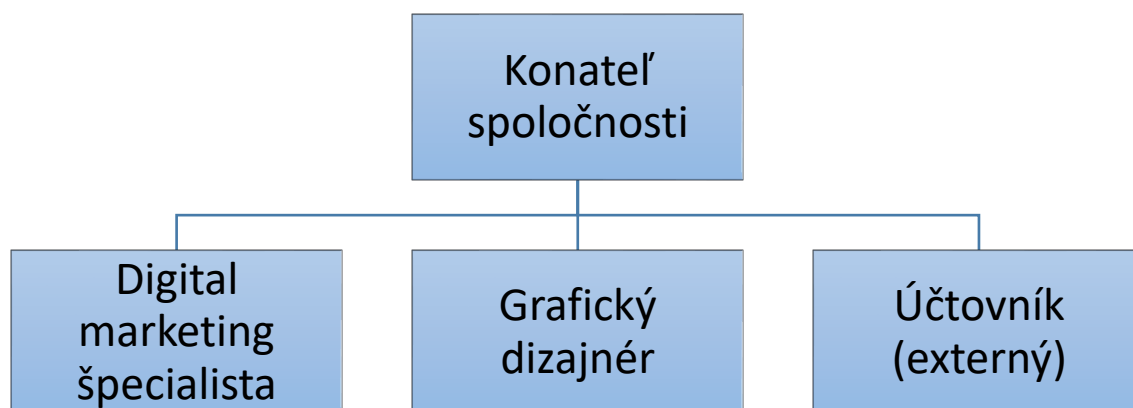 Konateľ
spoločnosti
Digital
marketing
špecialista
Grafický
dizajnér
Účtovník
(externý)